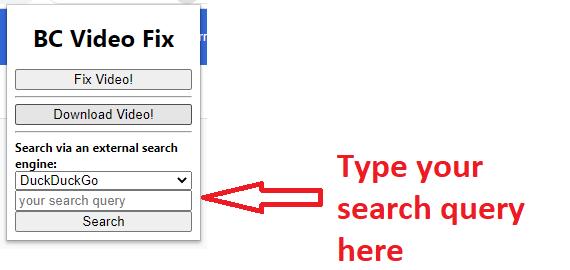 BC Video Fix
Fix Video!
Download Video!
Search via an external search
engine:
DuckDuckGo
your search query
Search
Type your
search query
here